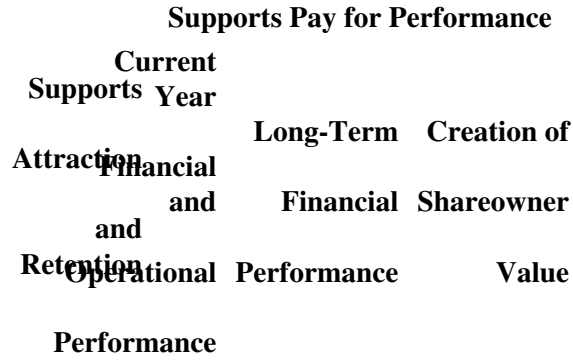 Supports Pay for Performance
Supports
Attraction
and
Retention
Current
Year
Financial
and
Operational
Performance
Long-Term
Financial
Performance
Creation of
Shareowner
Value